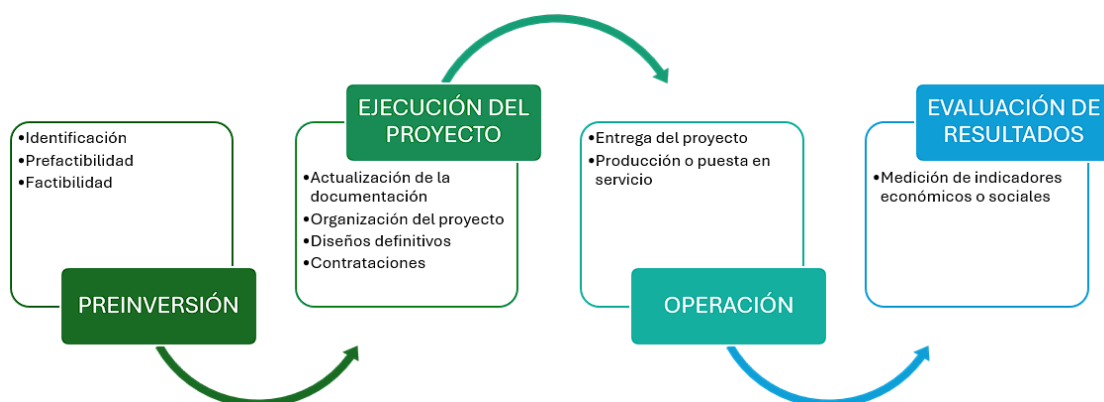 •Identificación
•Prefactibilidad
•Factibilidad
PREINVERSIÓN
EJECUCIÓN DEL
PROYECTO
•Actualización de la
documentación
•Organización del proyecto
•Diseños definitivos
•Contrataciones
•Entrega del proyecto
•Producción o puesta en
servicio
OPERACIÓN
EVALUACIÓN DE
RESULTADOS
•Medición de indicadores
económicos o sociales